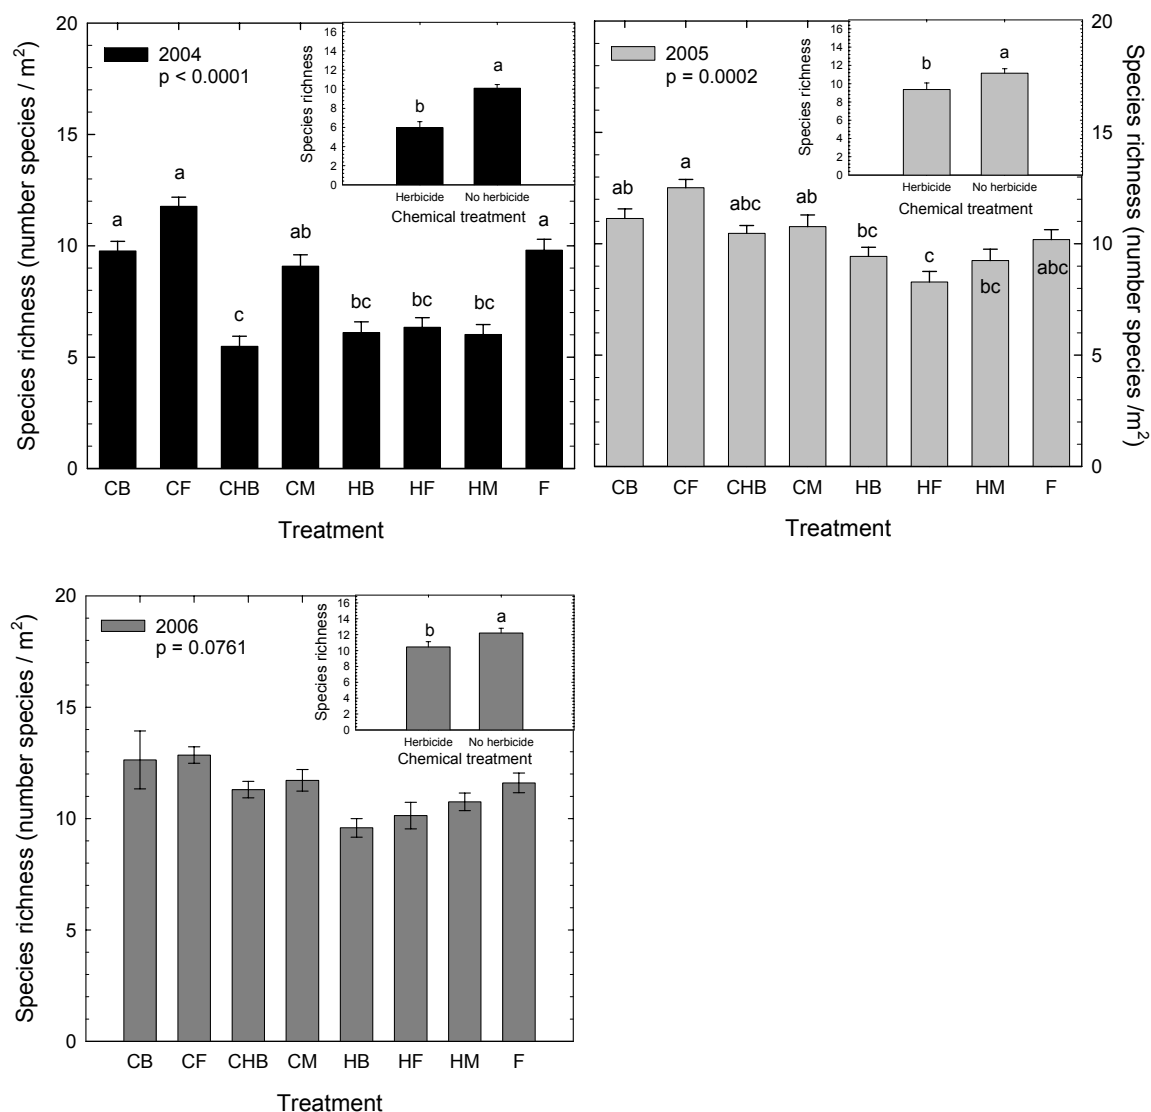 Species richness (number species / m²)
20
15
10
5
0
2004
p < 0.0001
a
a
c
ab
bc
bc
bc
a
CB CF CHB CM HB HF HM F
Treatment
Species richness
16
14
12
10
8
6
4
2
0
b
a
Herbicide No herbicide
Chemical treatment
2005
p = 0.0002
ab
a
abc
ab
bc
c
bc
abc
CB CF CHB CM HB HF HM F
Treatment
Species richness
16
14
12
10
8
6
4
2
0
b
a
Herbicide No herbicide
Chemical treatment
20
15
10
5
0
Species richness (number species /m²)
Species richness (number species / m²)
20
15
10
5
0
2006
p = 0.0761
CB CF CHB CM HB HF HM F
Treatment
Species richness
16
14
12
10
8
6
4
2
0
b
a
Herbicide No herbicide
Chemical treatment